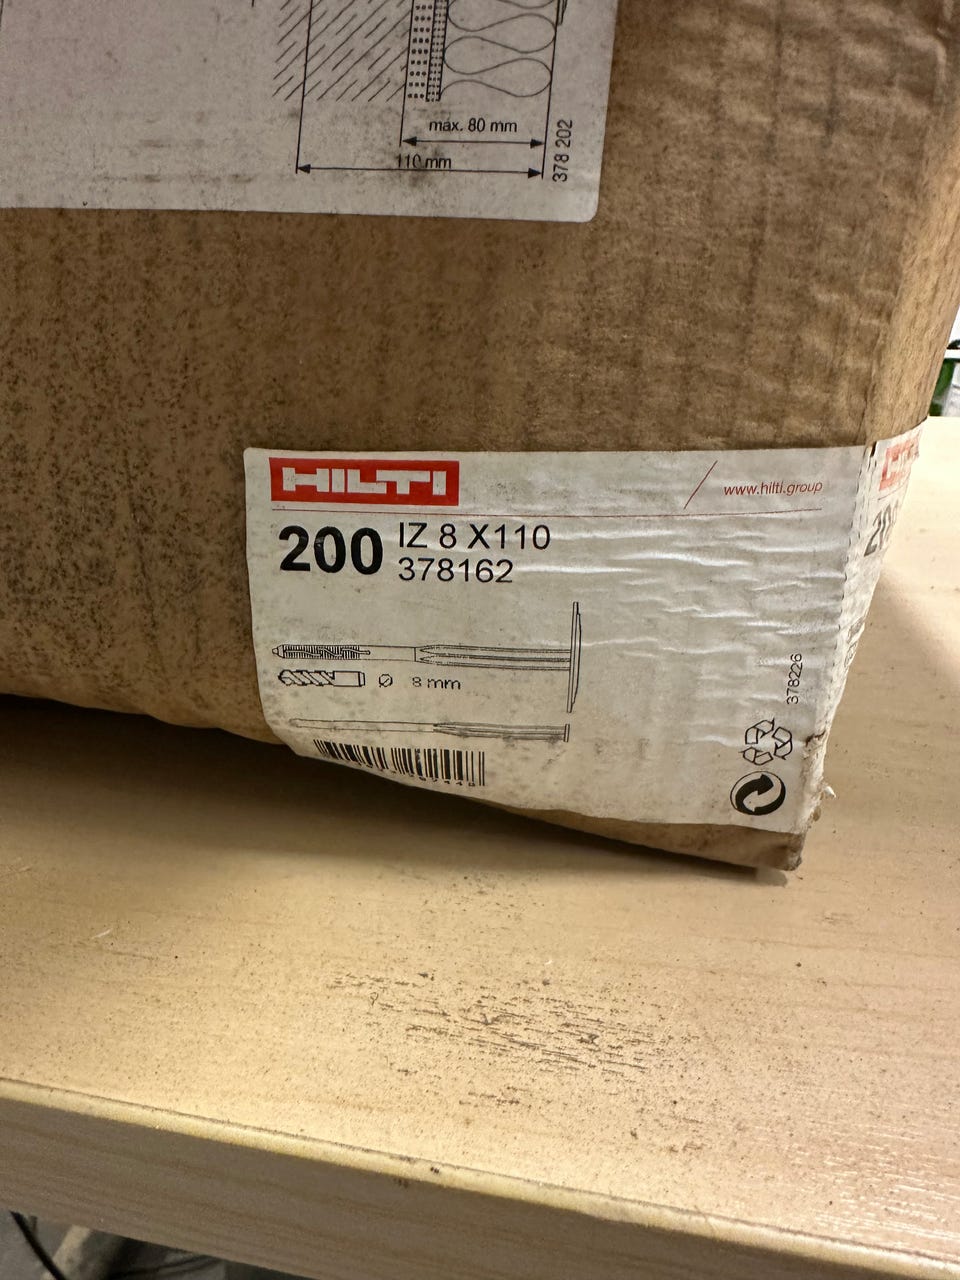 max. 80 mm
110 mm
378 202
HILTI
www.hilti.group
200
IZ 8 X110
378162
Ø 8 mm
378226